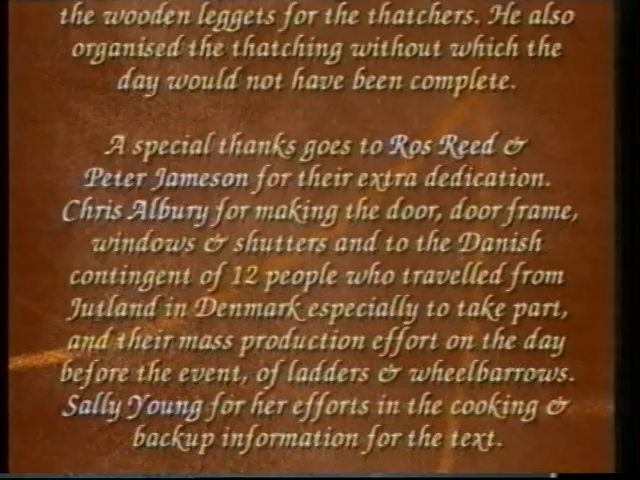 the wooden leggets for the thatchers. He also
organised the thatching without which the
day would not have been complete.
A special thanks goes to Ros Reed &
Peter Jameson for their extra dedication.
Chris Albury for making the door, door frame,
windows & shutters and to the Danish
contingent of 12 people who travelled from
Jutland in Denmark especially to take part,
and their mass production effort on the day
before the event, of ladders & wheelbarrows.
Sally Young for her efforts in the cooking &
backup information for the text.